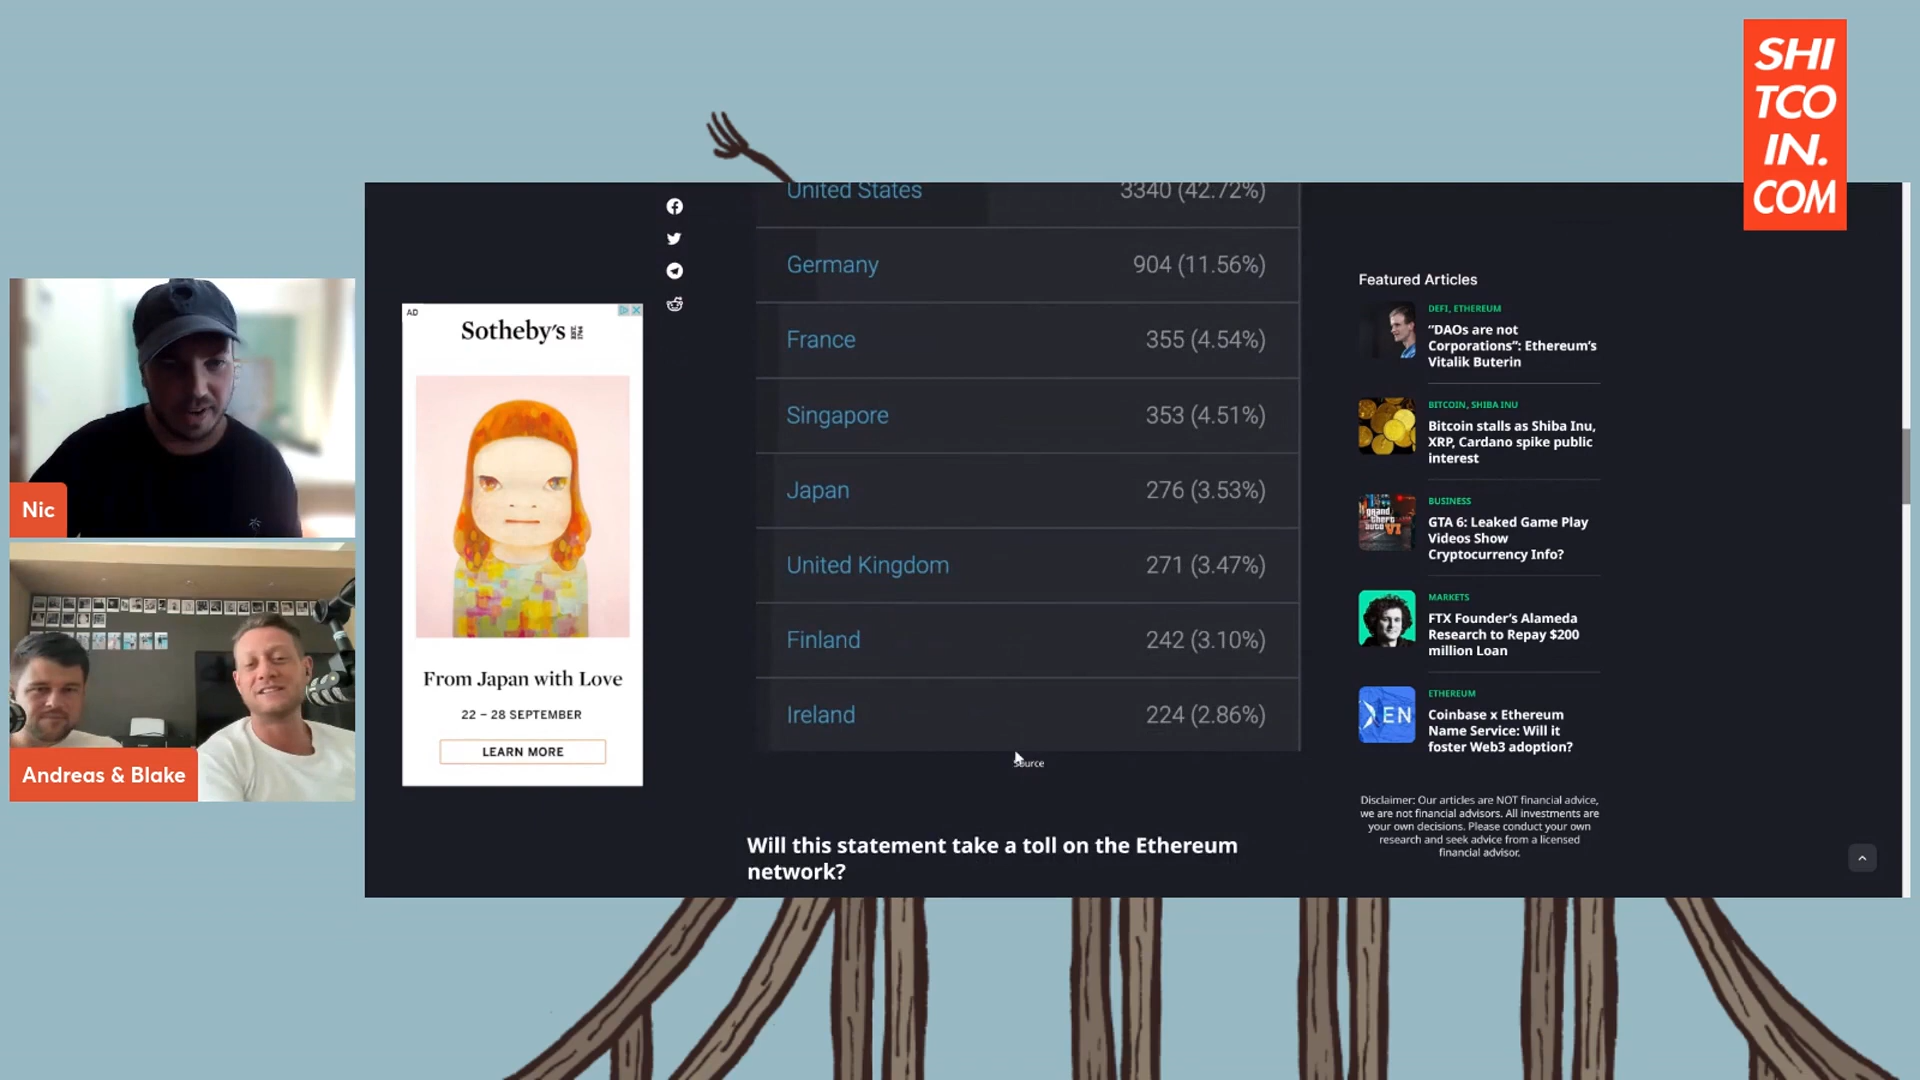 SHI
TCO
IN.
COM
Nic
Andreas & Blake
AD
Sotheby's EST. 1744
From Japan with Love
22 – 28 SEPTEMBER
LEARN MORE
United States 3340 (42.72%)
Germany 904 (11.56%)
France 355 (4.54%)
Singapore 353 (4.51%)
Japan 276 (3.53%)
United Kingdom 271 (3.47%)
Finland 242 (3.10%)
Ireland 224 (2.86%)
Source
Will this statement take a toll on the Ethereum
network?
Featured Articles
DEFI, ETHEREUM
“DAOs are not
Corporations”: Ethereum’s
Vitalik Buterin
BITCOIN, SHIBA INU
Bitcoin stalls as Shiba Inu,
XRP, Cardano spike public
interest
BUSINESS
grand
theft
auto VI
GTA 6: Leaked Game Play
Videos Show
Cryptocurrency Info?
MARKETS
FTX Founder’s Alameda
Research to Repay $200
million Loan
EN
ETHEREUM
Coinbase x Ethereum
Name Service: Will it
foster Web3 adoption?
Disclaimer: Our articles are NOT financial advice,
we are not financial advisors. All investments are
your own decisions. Please conduct your own
research and seek advice from a licensed
financial advisor.